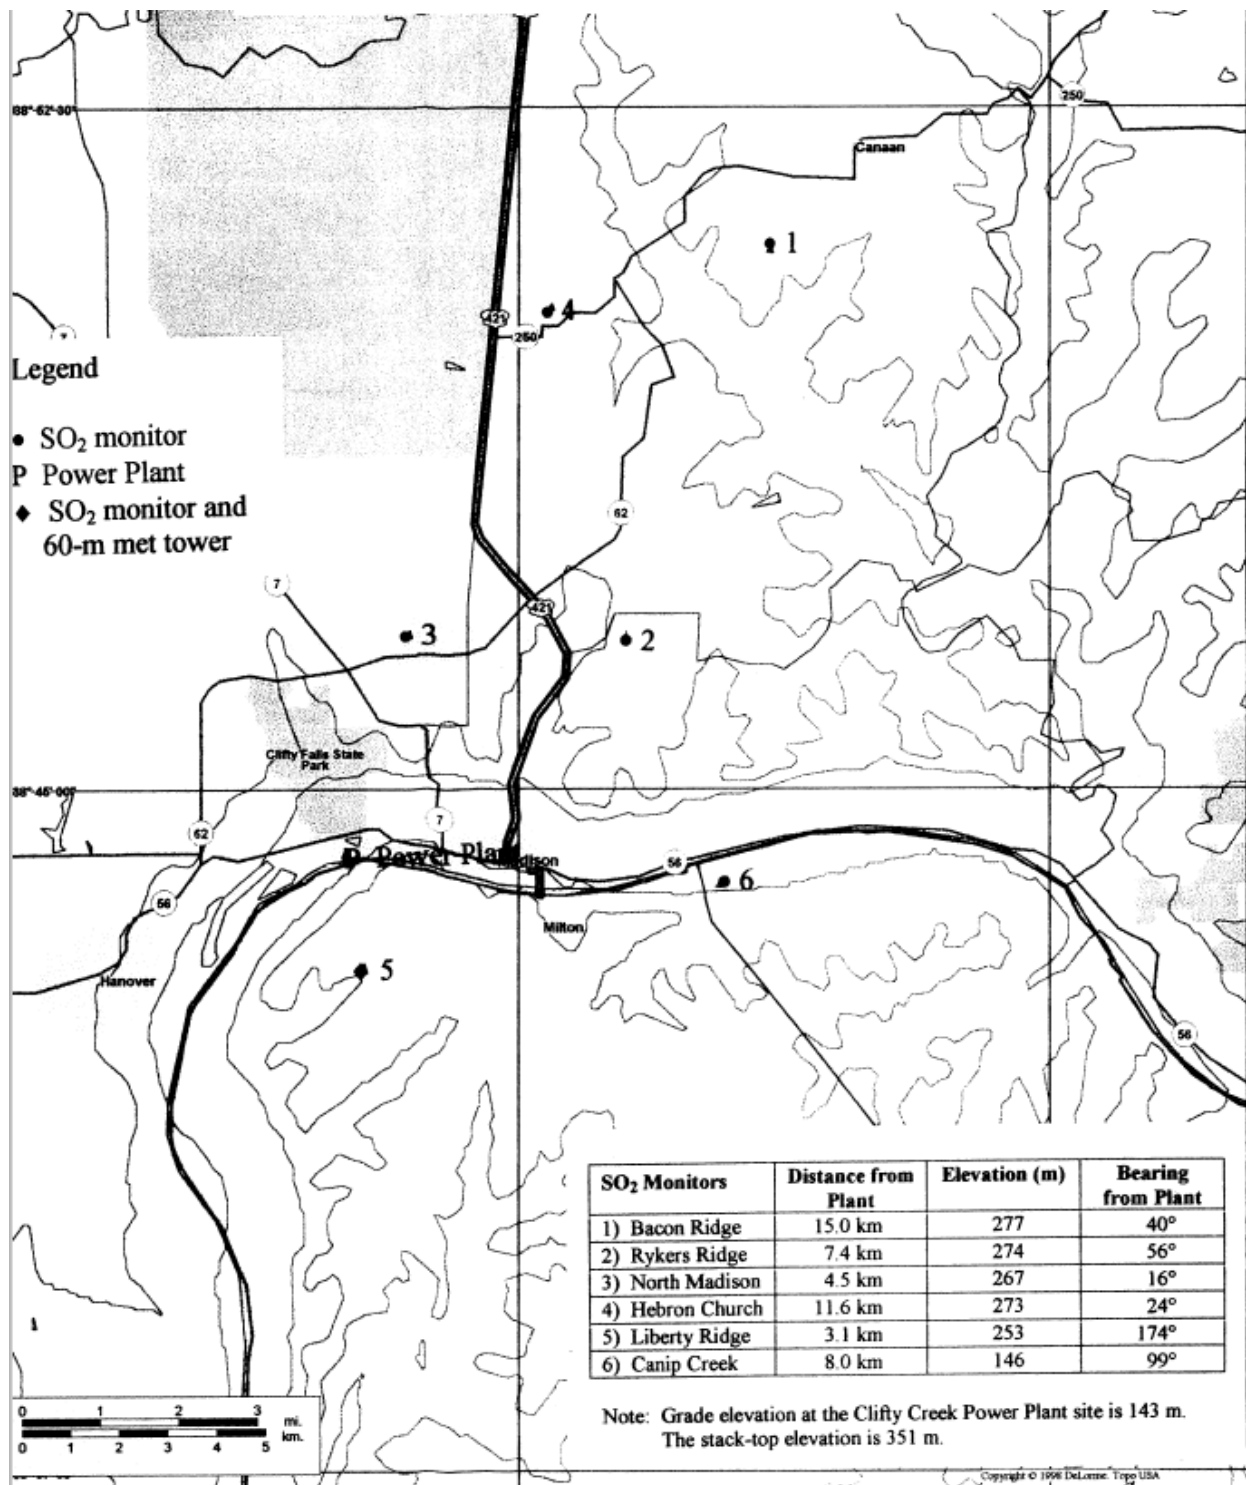 38°-52'-30"
250
Canaan
1
4
421
250
7
Legend
SO₂ monitor
P Power Plant
SO₂ monitor and
60-m met tower
62
7
421
3
2
Clifty Falls State
Park
38°-45'-00"
7
62
P Power Plant
Madison
56
6
56
Milton
5
Hanover
56
SO₂ Monitors Distance from Plant Elevation (m) Bearing from Plant
1) Bacon Ridge 15.0 km 277 40°
2) Rykers Ridge 7.4 km 274 56°
3) North Madison 4.5 km 267 16°
4) Hebron Church 11.6 km 273 24°
5) Liberty Ridge 3.1 km 253 174°
6) Canip Creek 8.0 km 146 99°
0 1 2 3 mi.
0 1 2 3 4 5 km.
Note: Grade elevation at the Clifty Creek Power Plant site is 143 m.
The stack-top elevation is 351 m.
Copyright © 1998 DeLorme. Topo USA